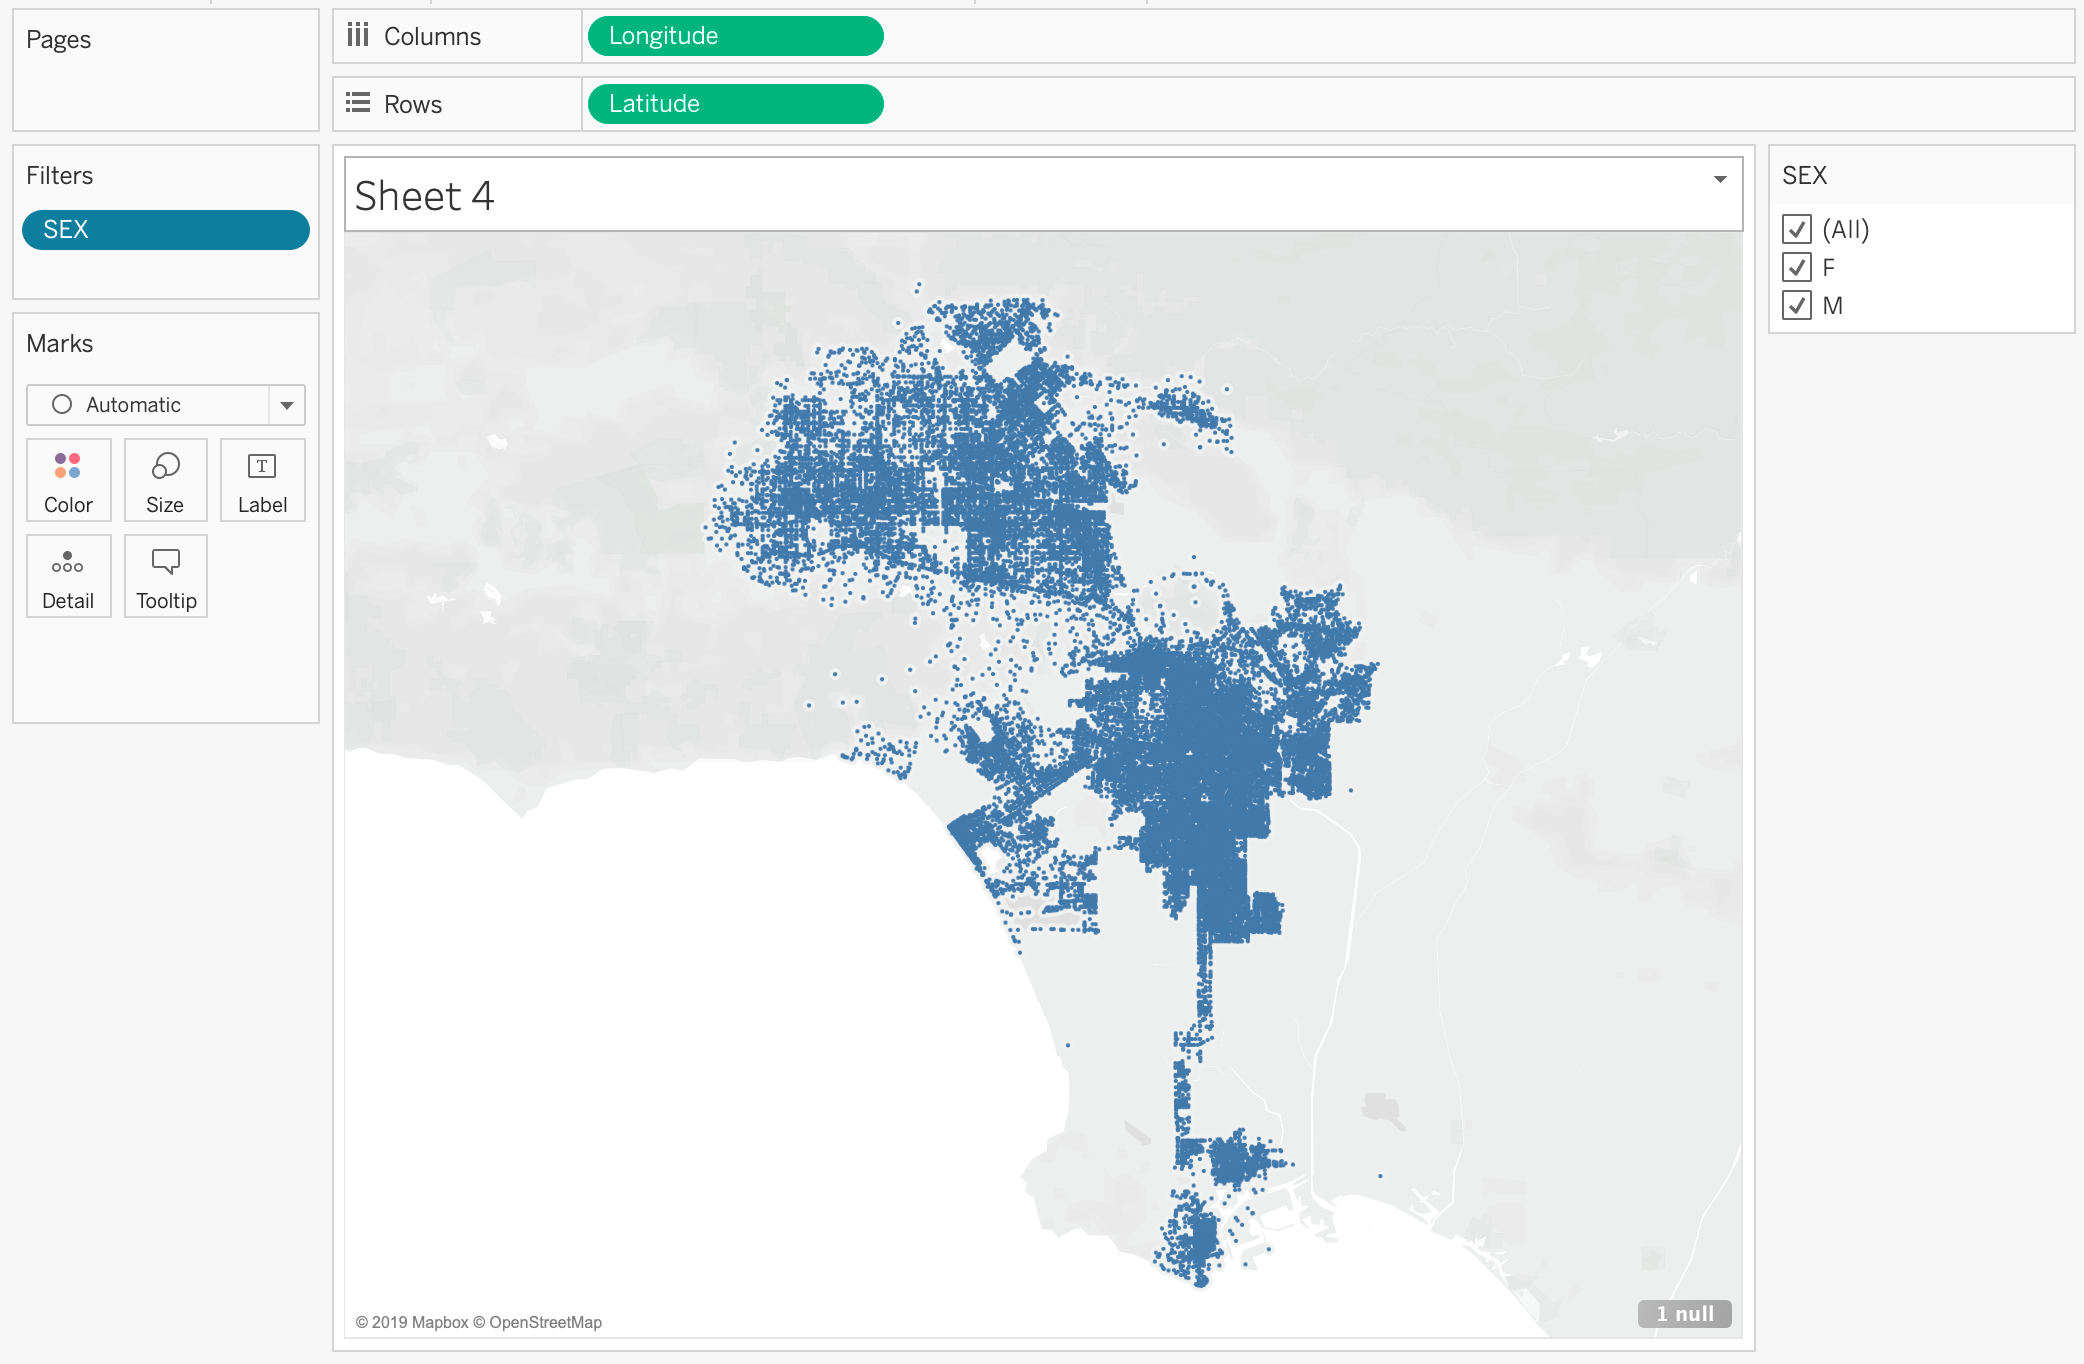 Pages
Columns
Longitude
Rows
Latitude
Filters
SEX
Marks
Automatic
Color
Size
T
Label
Detail
Tooltip
Sheet 4
© 2019 Mapbox © OpenStreetMap
1 null
SEX
(All)
F
M